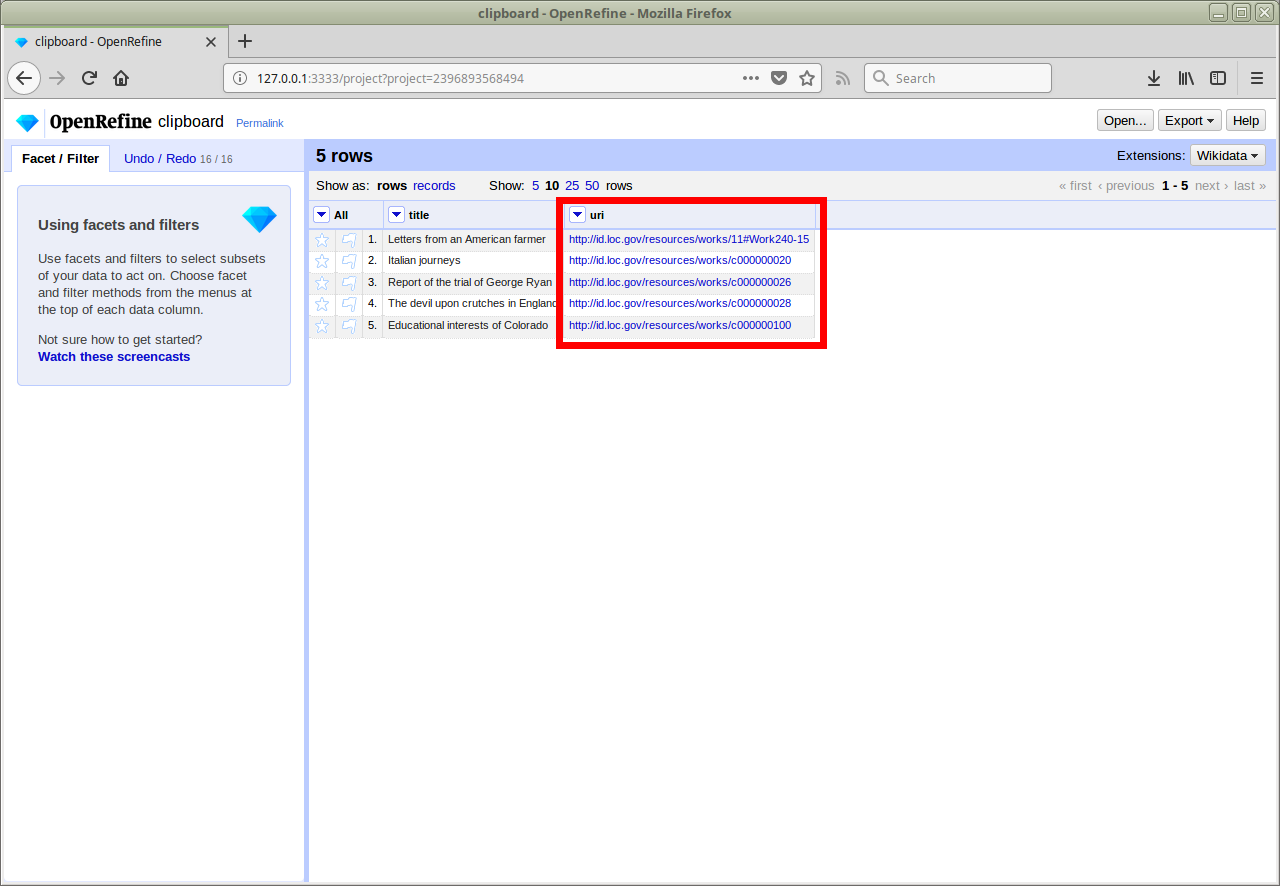 clipboard - OpenRefine - Mozilla Firefox
clipboard - OpenRefine
127.0.0.1:3333/project?project=2396893568494
Search
OpenRefine clipboard Permalink
Open... Export Help
Facet / Filter Undo / Redo 16 / 16
5 rows
Extensions: Wikidata
Show as: rows records Show: 5 10 25 50 rows
« first ‹ previous 1 - 5 next › last »
Using facets and filters
Use facets and filters to select subsets
of your data to act on. Choose facet
and filter methods from the menus at
the top of each data column.
Not sure how to get started?
Watch these screencasts
All title uri
1. Letters from an American farmer http://id.loc.gov/resources/works/11#Work240-15
2. Italian journeys http://id.loc.gov/resources/works/c000000020
3. Report of the trial of George Ryan http://id.loc.gov/resources/works/c000000026
4. The devil upon crutches in England http://id.loc.gov/resources/works/c000000028
5. Educational interests of Colorado http://id.loc.gov/resources/works/c000000100